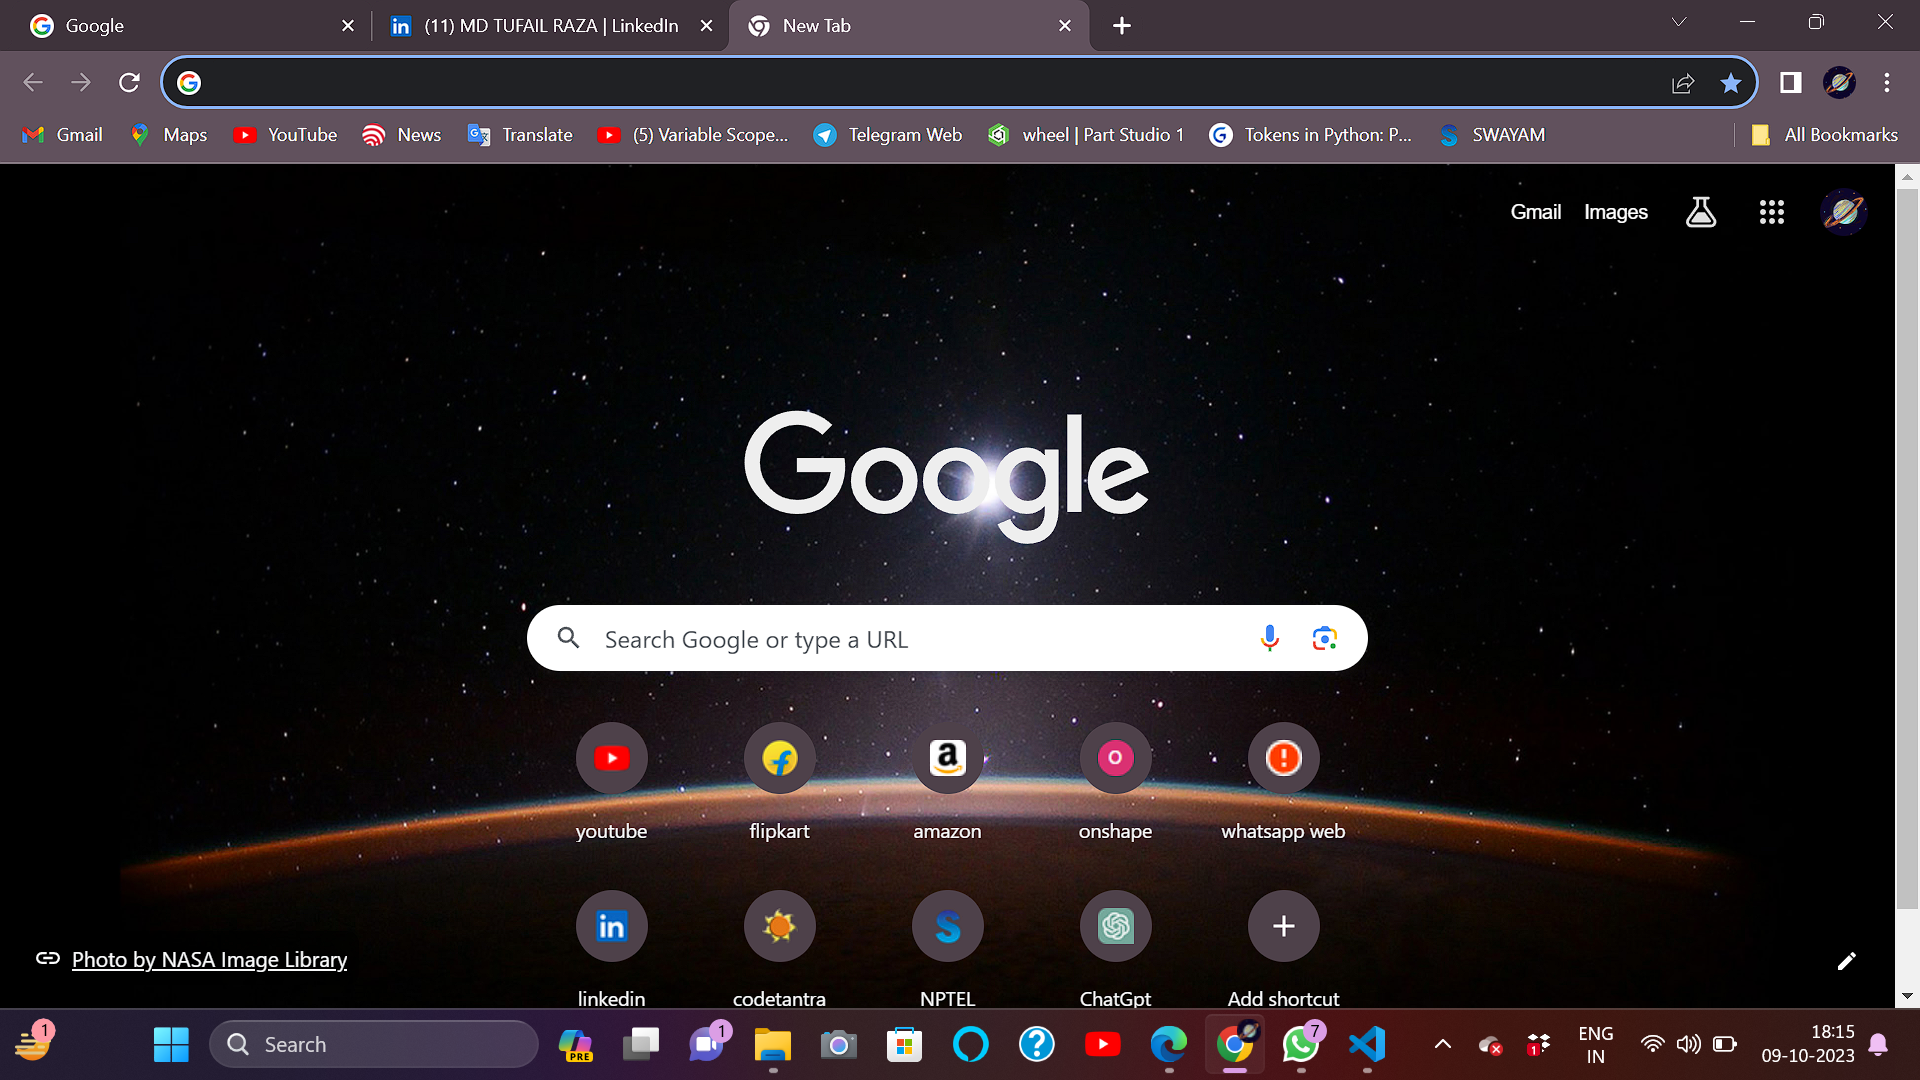 Google
(11) MD TUFAIL RAZA | LinkedIn
New Tab
Gmail
Maps
YouTube
News
Translate
(5) Variable Scope...
Telegram Web
wheel | Part Studio 1
Tokens in Python: P...
SWAYAM
All Bookmarks
Gmail
Images
Google
Search Google or type a URL
youtube
flipkart
amazon
onshape
whatsapp web
linkedin
codetantra
NPTEL
ChatGpt
Add shortcut
Photo by NASA Image Library
1
Search
PRE
1
7
1
ENG
IN
18:15
09-10-2023